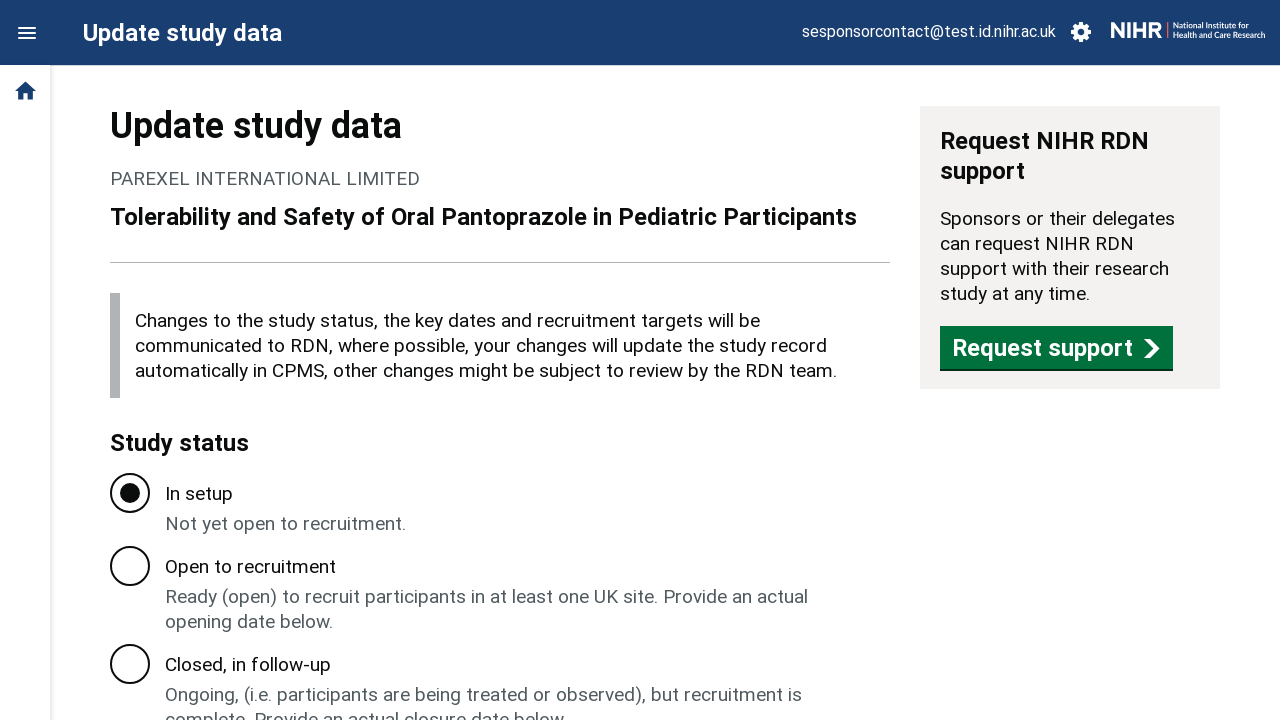 Update study data
sesponsorcontact@test.id.nihr.ac.uk
NIHR
National Institute for
Health and Care Research
Update study data
PAREXEL INTERNATIONAL LIMITED
Tolerability and Safety of Oral Pantoprazole in Pediatric Participants
Changes to the study status, the key dates and recruitment targets will be
communicated to RDN, where possible, your changes will update the study record
automatically in CPMS, other changes might be subject to review by the RDN team.
Study status
In setup
Not yet open to recruitment.
Open to recruitment
Ready (open) to recruit participants in at least one UK site. Provide an actual
opening date below.
Closed, in follow-up
Ongoing, (i.e. participants are being treated or observed), but recruitment is
complete. Provide an actual closure date below.
Request NIHR RDN
support
Sponsors or their delegates
can request NIHR RDN
support with their research
study at any time.
Request support